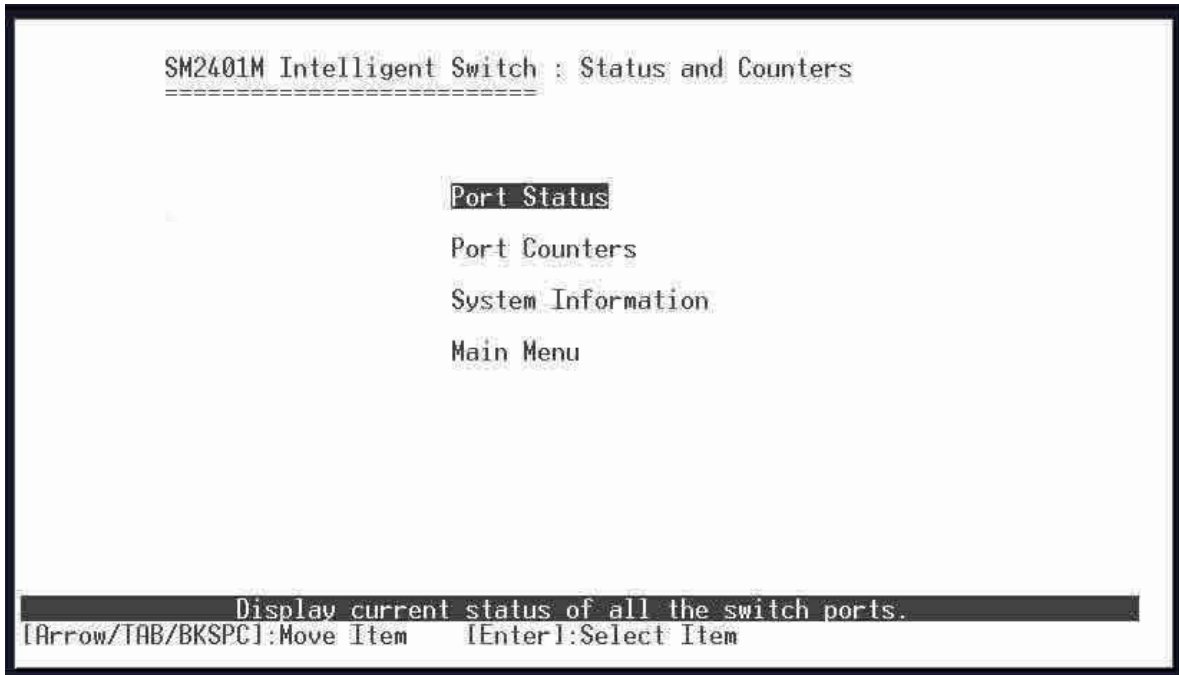 SM2401M Intelligent Switch : Status and Counters
==========================
Port Status
Port Counters
System Information
Main Menu
Display current status of all the switch ports.
[Arrow/TAB/BKSPC]:Move Item [Enter]:Select Item